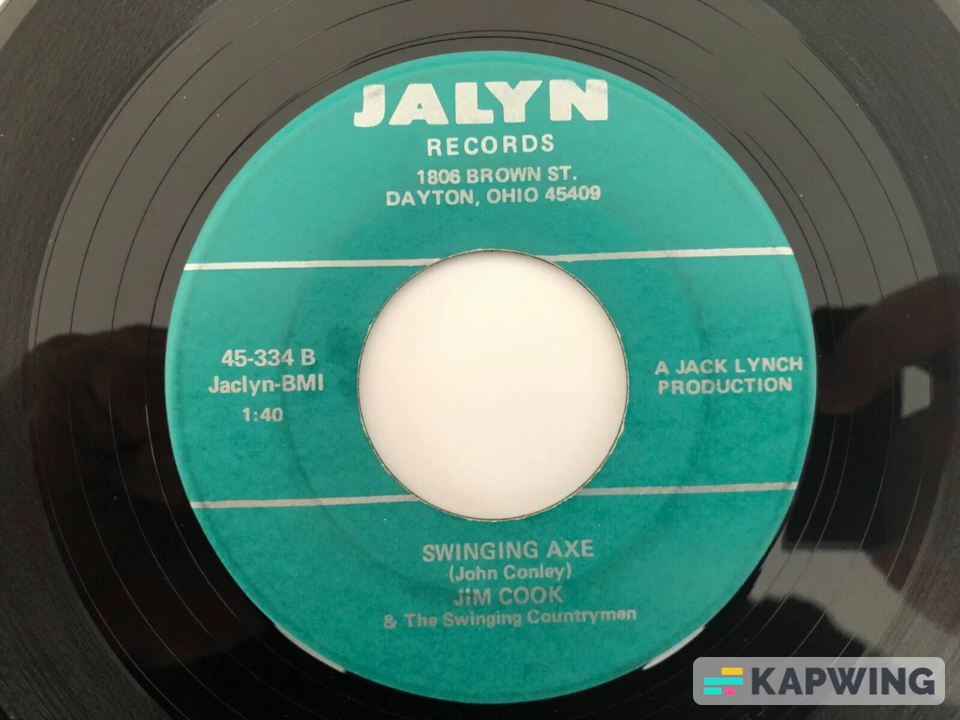 JALYN
RECORDS
1806 BROWN ST.
DAYTON, OHIO 45409
45-334 B
Jaclyn-BMI
1:40
A JACK LYNCH
PRODUCTION
SWINGING AXE
(John Conley)
JIM COOK
& The Swinging Countrymen
KAPWING